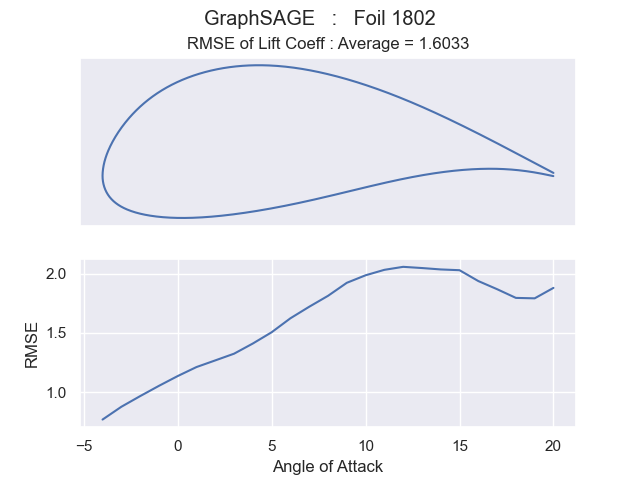 GraphSAGE   :   Foil 1802
RMSE of Lift Coeff : Average = 1.6033
2.0
1.5
1.0
RMSE
−5 0 5 10 15 20
Angle of Attack